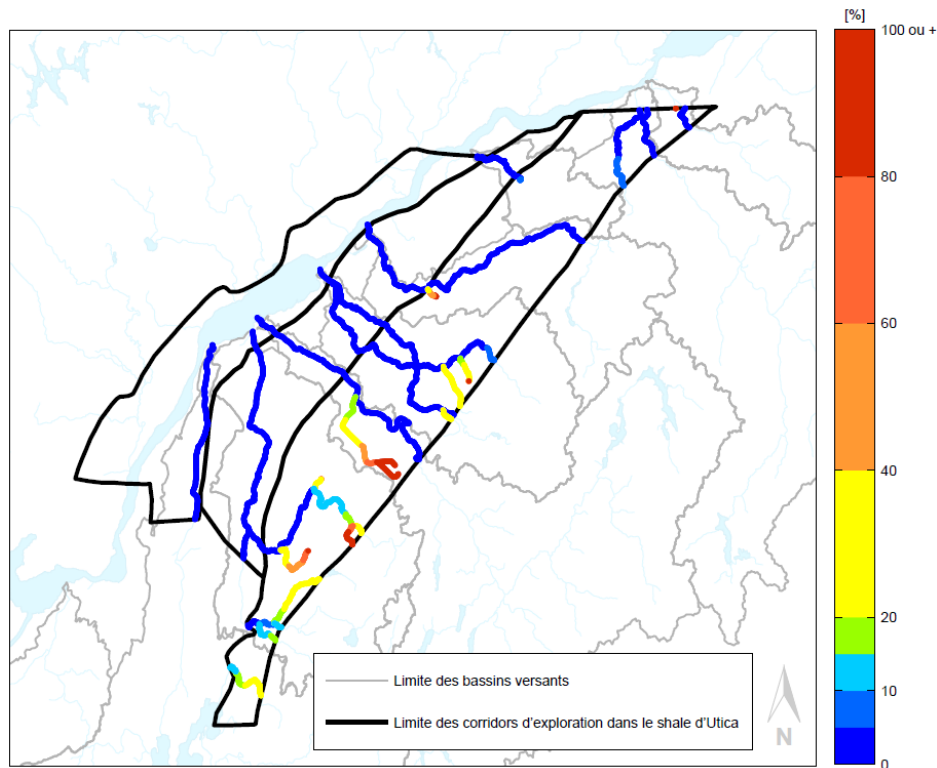 [%]
100 ou +
80
60
40
20
10
0
Limite des bassins versants
Limite des corridors d'exploration dans le shale d'Utica
N